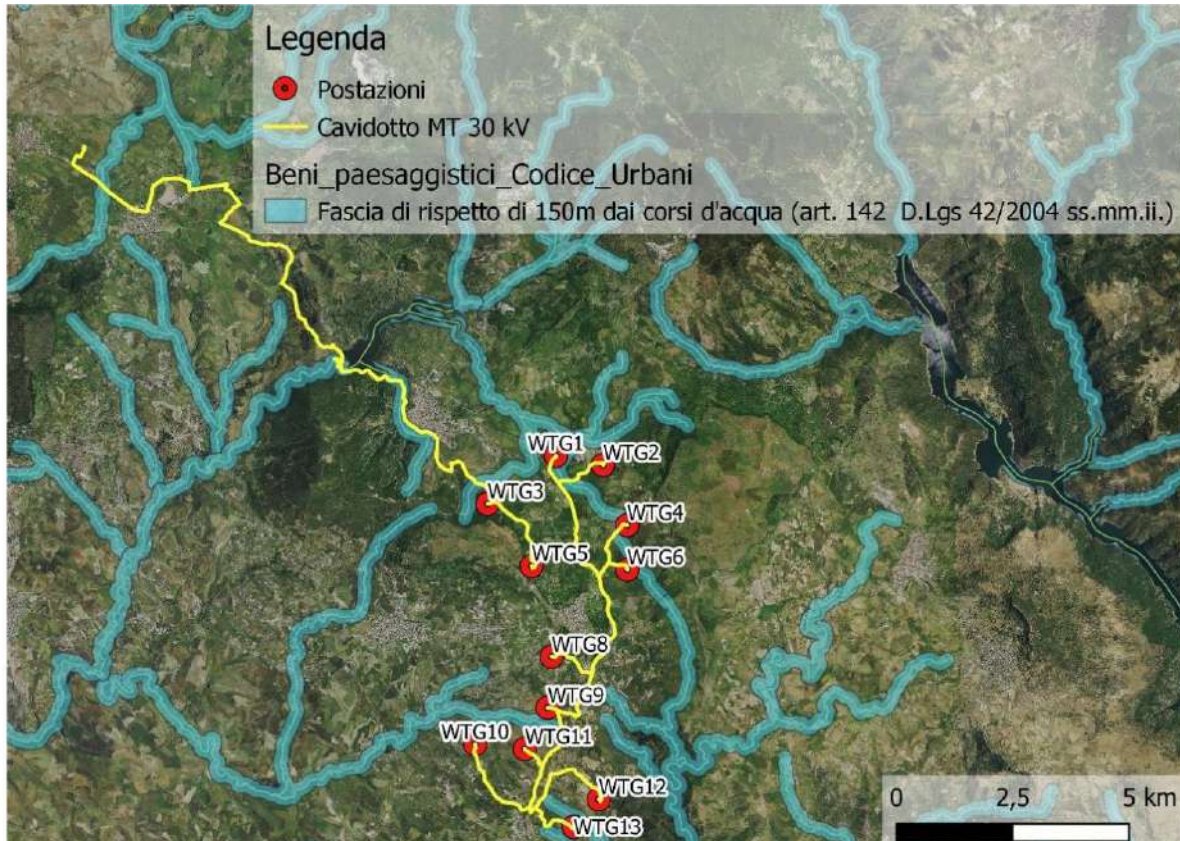 Legenda
Postazioni
Cavidotto MT 30 kV
Beni_paesaggistici_Codice_Urbani
Fascia di rispetto di 150m dai corsi d'acqua (art. 142 D.Lgs 42/2004 ss.mm.ii.)
WTG1
WTG2
WTG3
WTG4
WTG5
WTG6
WTG8
WTG9
WTG10
WTG11
WTG12
WTG13
0 2,5 5 km